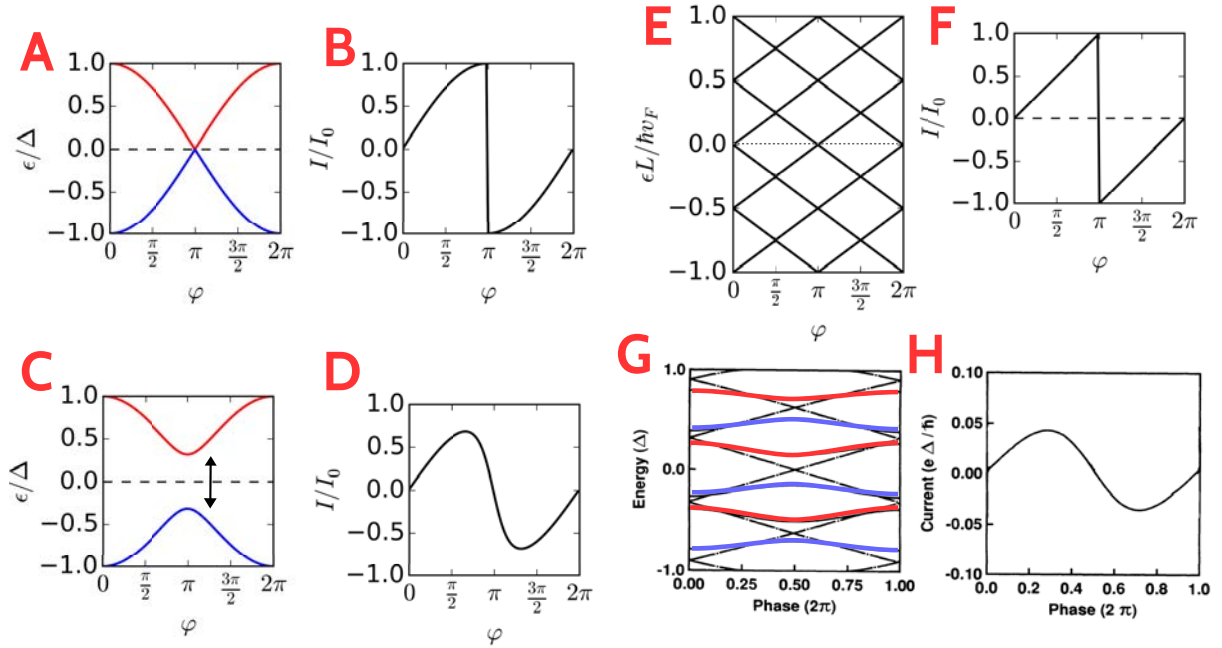 A
ϵ/Δ
1.0
0.5
0.0
−0.5
−1.0
0
π/2
π
3π/2
2π
φ
B
I/I₀
1.0
0.5
0.0
−0.5
−1.0
0
π/2
π
3π/2
2π
φ
C
ϵ/Δ
1.0
0.5
0.0
−0.5
−1.0
0
π/2
π
3π/2
2π
φ
D
I/I₀
1.0
0.5
0.0
−0.5
−1.0
0
π/2
π
3π/2
2π
φ
E
ϵL/ℏv_F
1.0
0.5
0.0
−0.5
−1.0
0
π/2
π
3π/2
2π
φ
F
I/I₀
1.0
0.5
0.0
−0.5
−1.0
0
π/2
π
3π/2
2π
φ
G
Energy (Δ)
1.0
0.0
-1.0
0.00
0.25
0.50
0.75
1.00
Phase (2π)
H
Current (e Δ / ℏ)
0.10
0.05
0.00
-0.05
-0.10
0.0
0.2
0.4
0.6
0.8
1.0
Phase (2 π)